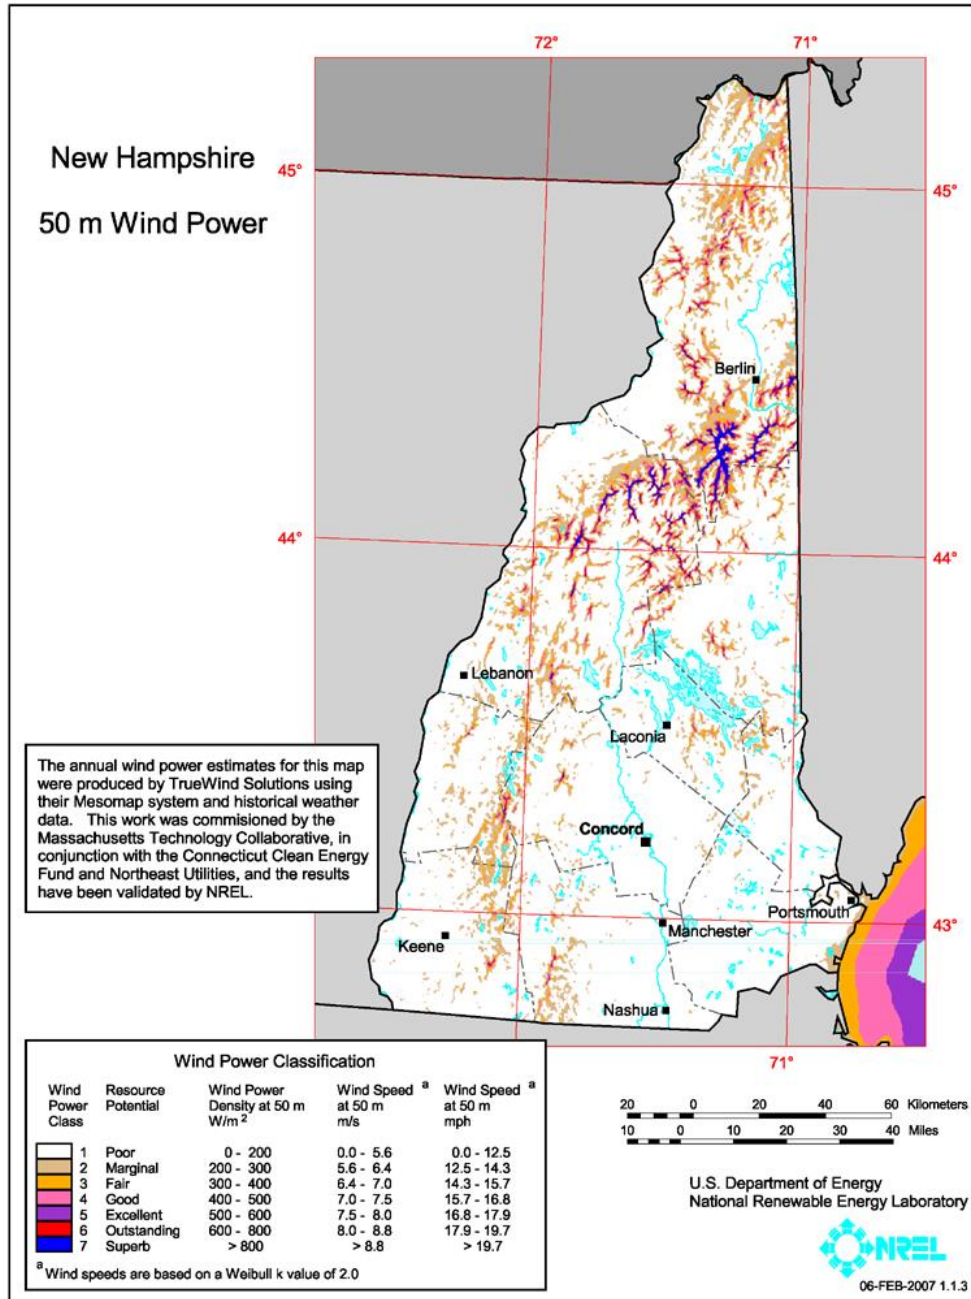 New Hampshire
50 m Wind Power
72°
71°
45°
45°
Berlin
44°
44°
Lebanon
Laconia
The annual wind power estimates for this map
were produced by TrueWind Solutions using
their Mesomap system and historical weather
data. This work was commisioned by the
Massachusetts Technology Collaborative, in
conjunction with the Connecticut Clean Energy
Fund and Northeast Utilities, and the results
have been validated by NREL.
Concord
Portsmouth
43°
Manchester
Keene
Nashua
71°
Wind Power Classification
Wind Power Class Resource Potential Wind Power Density at 50 m W/m² Wind Speed ᵃ at 50 m m/s Wind Speed ᵃ at 50 m mph
1 Poor 0 - 200 0.0 - 5.6 0.0 - 12.5
2 Marginal 200 - 300 5.6 - 6.4 12.5 - 14.3
3 Fair 300 - 400 6.4 - 7.0 14.3 - 15.7
4 Good 400 - 500 7.0 - 7.5 15.7 - 16.8
5 Excellent 500 - 600 7.5 - 8.0 16.8 - 17.9
6 Outstanding 600 - 800 8.0 - 8.8 17.9 - 19.7
7 Superb > 800 > 8.8 > 19.7
ᵃ Wind speeds are based on a Weibull k value of 2.0
20 0 20 40 60 Kilometers
10 0 10 20 30 40 Miles
U.S. Department of Energy
National Renewable Energy Laboratory
NREL
06-FEB-2007 1.1.3